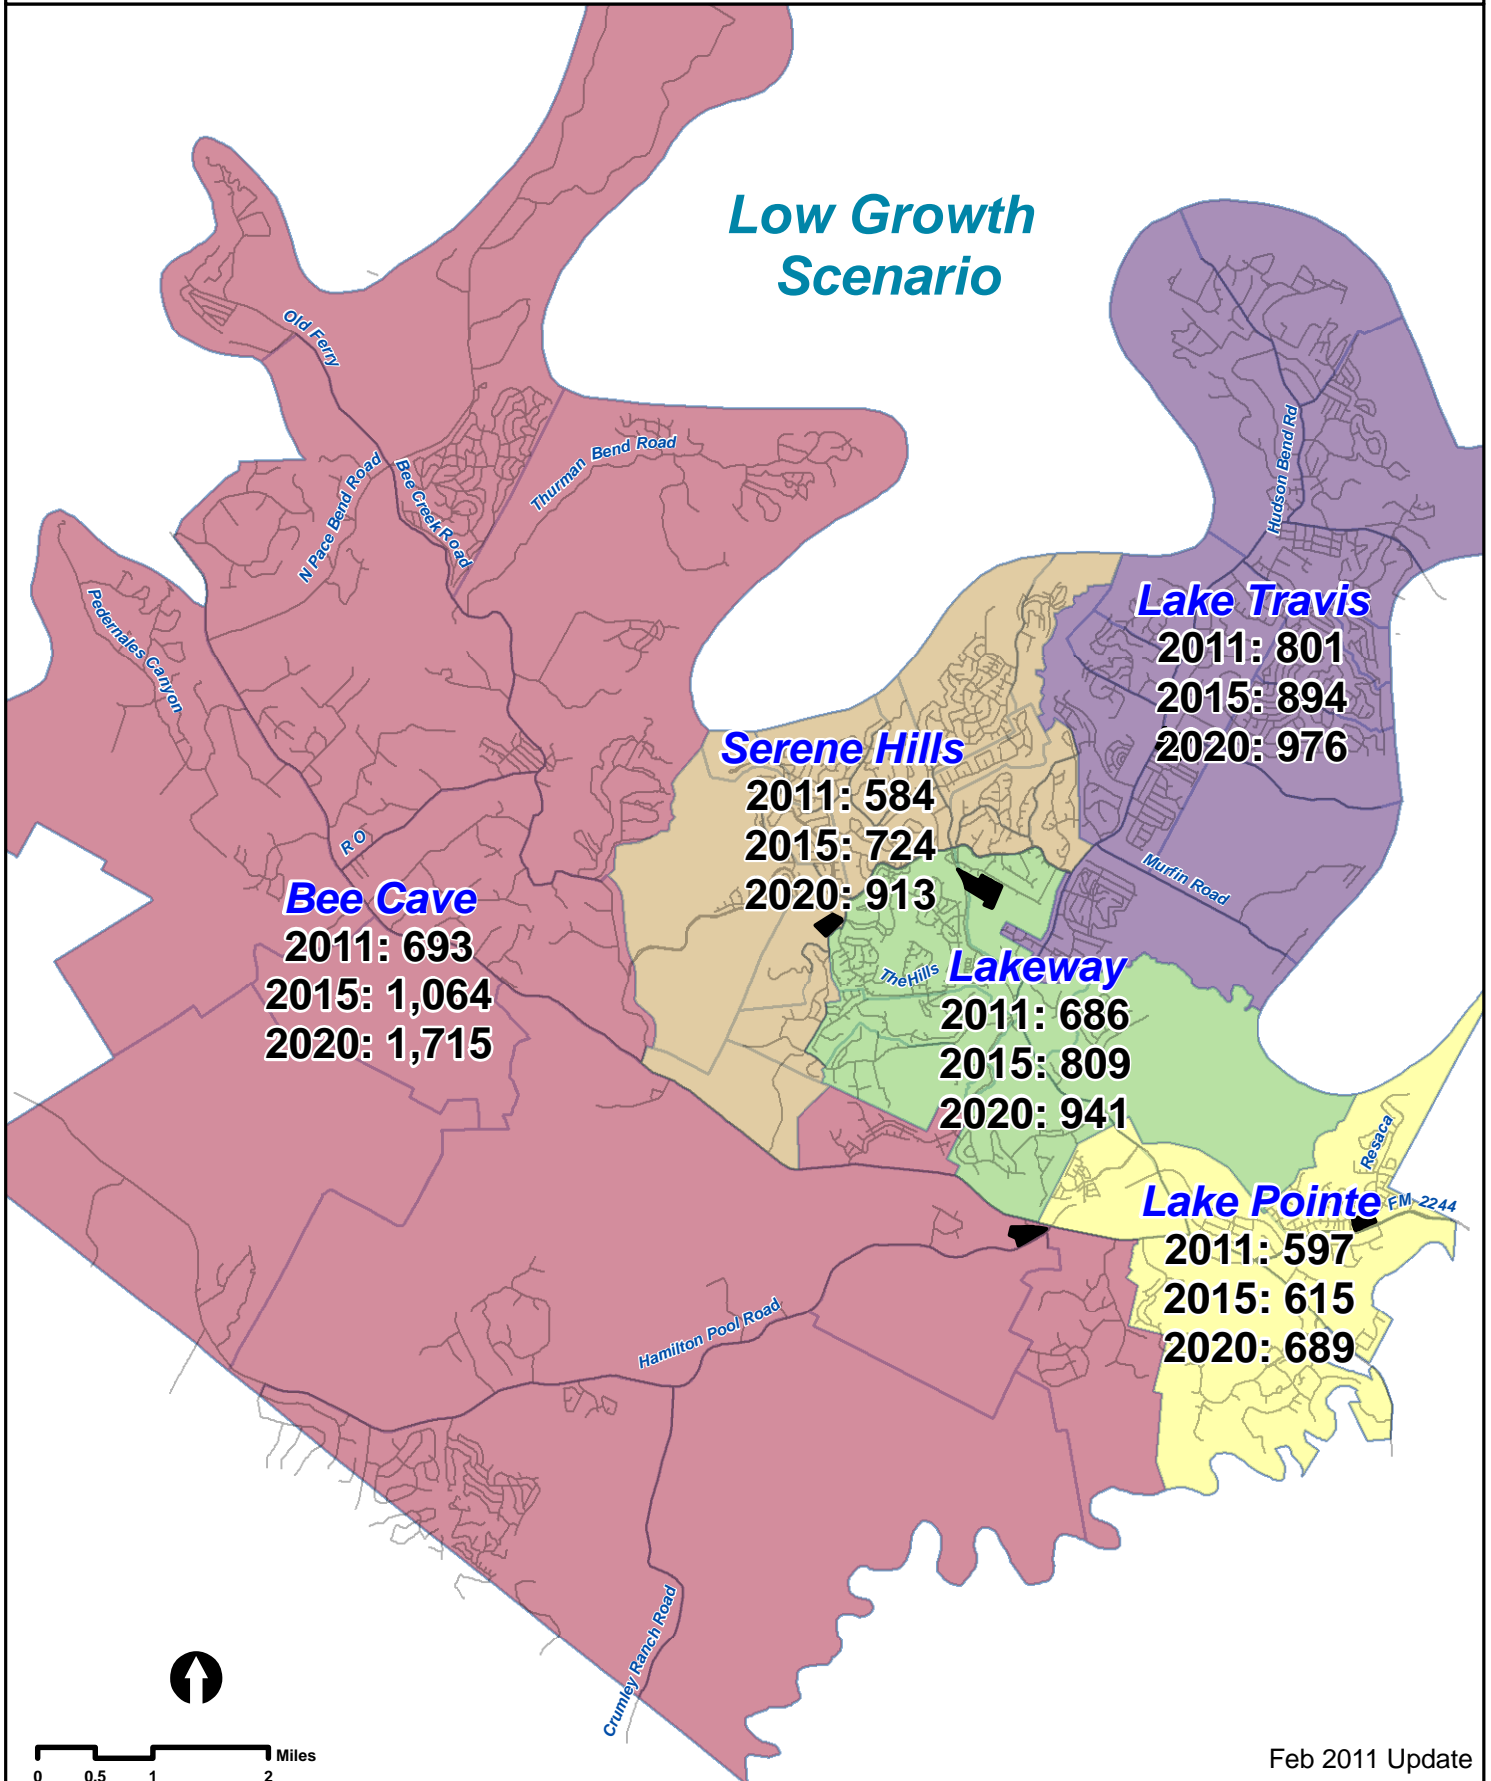 Low Growth
Scenario
Old Ferry
N Pace Bend Road
Bee Creek Road
Thurman Bend Road
Hudson Bend Rd
Pedernales Canyon
Lake Travis
2011: 801
2015: 894
2020: 976
Serene Hills
2011: 584
2015: 724
2020: 913
R O
Murfin Road
Bee Cave
2011: 693
2015: 1,064
2020: 1,715
TheHills
Lakeway
2011: 686
2015: 809
2020: 941
Resaca
Lake Pointe
FM 2244
2011: 597
2015: 615
2020: 689
Hamilton Pool Road
Crumley Ranch Road
Miles
0 0.5 1 2
Feb 2011 Update